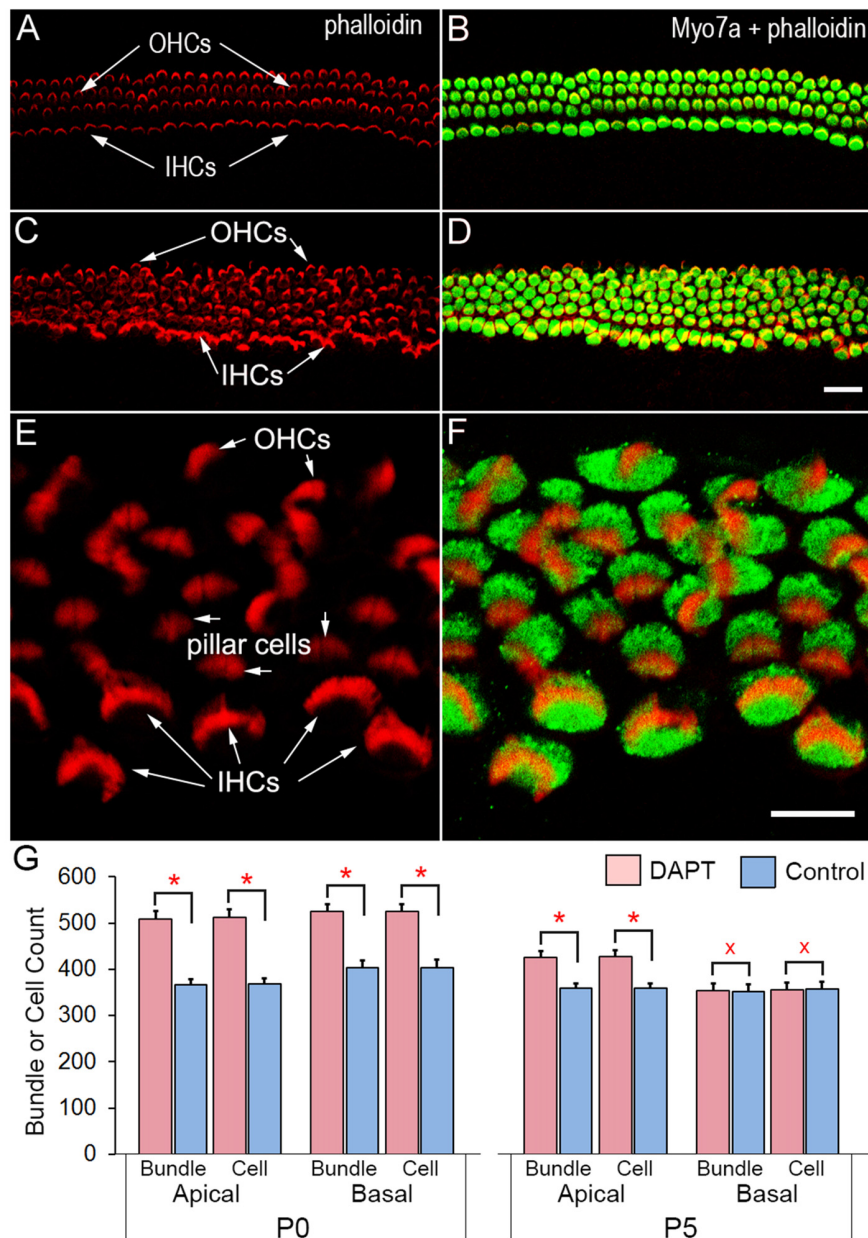 A phalloidin
OHCs
IHCs
B Myo7a + phalloidin
C
OHCs
IHCs
D
E
OHCs
pillar cells
IHCs
F
G
DAPT Control
Bundle or Cell Count
600
500
400
300
200
100
0
* * * * * * x x
Bundle Cell Bundle Cell Bundle Cell Bundle Cell
Apical Basal Apical Basal
P0 P5